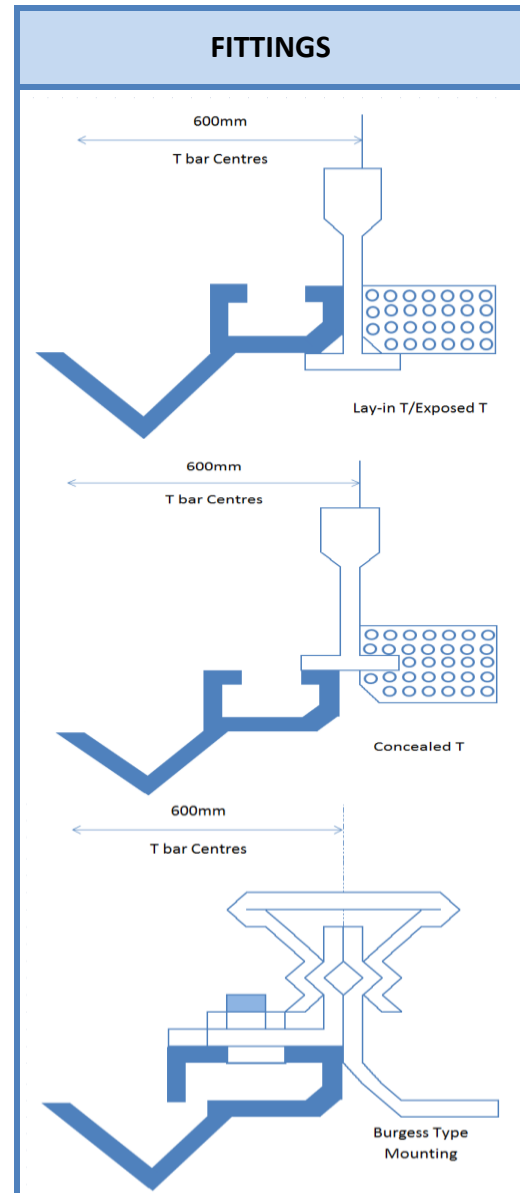 FITTINGS
600mm
T bar Centres
Lay-in T/Exposed T
600mm
T bar Centres
Concealed T
600mm
T bar Centres
Burgess Type
Mounting